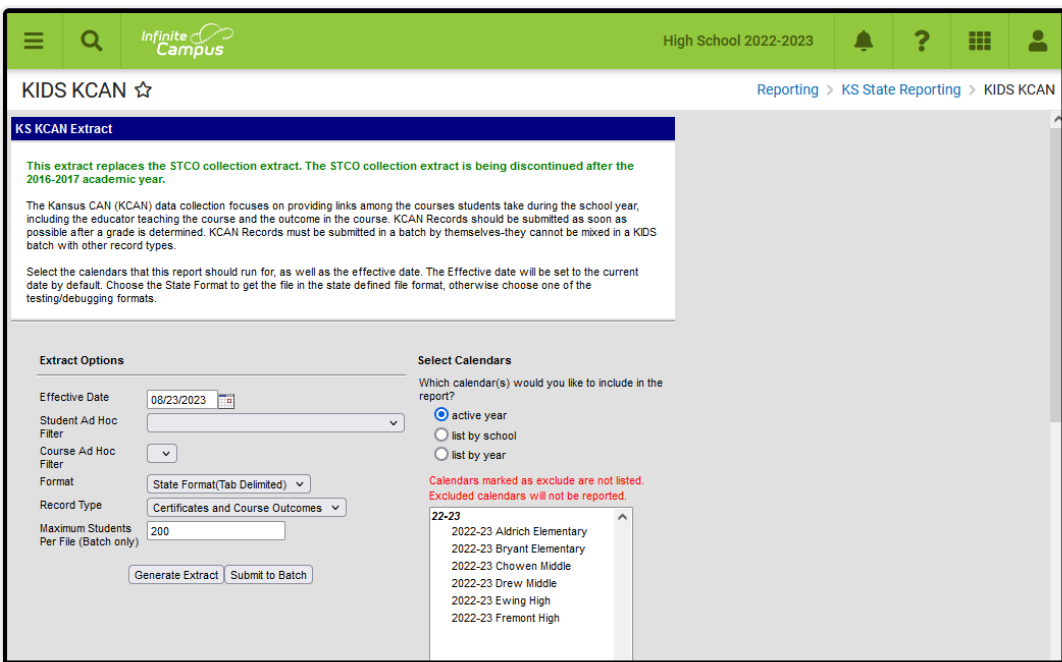 Infinite
Campus
High School 2022-2023
?
KIDS KCAN
Reporting > KS State Reporting > KIDS KCAN
KS KCAN Extract
This extract replaces the STCO collection extract. The STCO collection extract is being discontinued after the
2016-2017 academic year.
The Kansus CAN (KCAN) data collection focuses on providing links among the courses students take during the school year,
including the educator teaching the course and the outcome in the course. KCAN Records should be submitted as soon as
possible after a grade is determined. KCAN Records must be submitted in a batch by themselves-they cannot be mixed in a KIDS
batch with other record types.
Select the calendars that this report should run for, as well as the effective date. The Effective date will be set to the current
date by default. Choose the State Format to get the file in the state defined file format, otherwise choose one of the
testing/debugging formats.
Extract Options
Effective Date
08/23/2023
Student Ad Hoc
Filter
Course Ad Hoc
Filter
Format
State Format(Tab Delimited)
Record Type
Certificates and Course Outcomes
Maximum Students
Per File (Batch only)
200
Generate Extract
Submit to Batch
Select Calendars
Which calendar(s) would you like to include in the
report?
active year
list by school
list by year
Calendars marked as exclude are not listed.
Excluded calendars will not be reported.
22-23
2022-23 Aldrich Elementary
2022-23 Bryant Elementary
2022-23 Chowen Middle
2022-23 Drew Middle
2022-23 Ewing High
2022-23 Fremont High